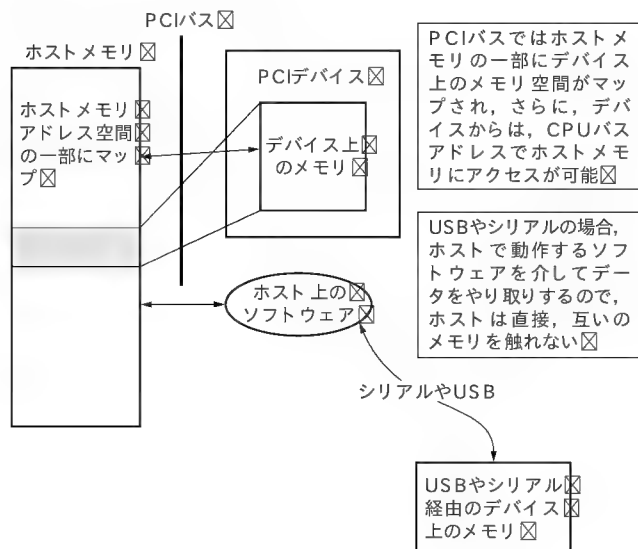 PCIバス
ホストメモリ
PCIデバイス
ホストメモリ
アドレス空間
の一部にマッ
プ
デバイス上
のメモリ
PCIバスではホストメ
モリの一部にデバイス
上のメモリ空間がマッ
プされ，さらに，デバ
イスからは，CPUバス
アドレスでホストメモ
リにアクセスが可能
USBやシリアルの場合，
ホストで動作するソフ
トウェアを介してデー
タをやり取りするので，
ホストは直接，互いの
メモリを触れない
ホスト上の
ソフトウェア
シリアルやUSB
USBやシリアル
経由のデバイス
上のメモリ